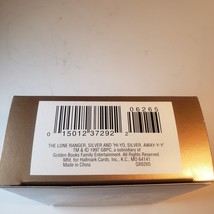 06265
0 15012 37292 2
THE LONE RANGER, SILVER AND "HI-YO, SILVER, AWAY-Y-Y"
TM & © 1997 GBPC, a subsidiary of
Golden Books Family Entertainment. All Rights Reserved.
Mfd. for Hallmark Cards, Inc., K.C., MO 64141
Made in China
QX6265